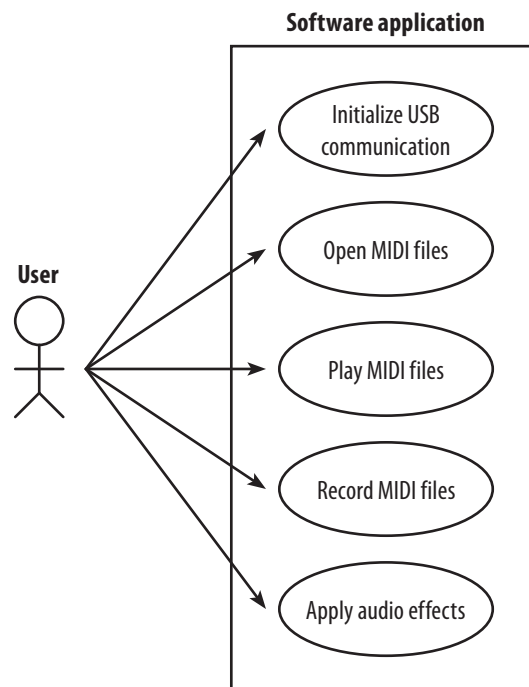 Software application
Initialize USB
communication
Open MIDI files
User
Play MIDI files
Record MIDI files
Apply audio effects